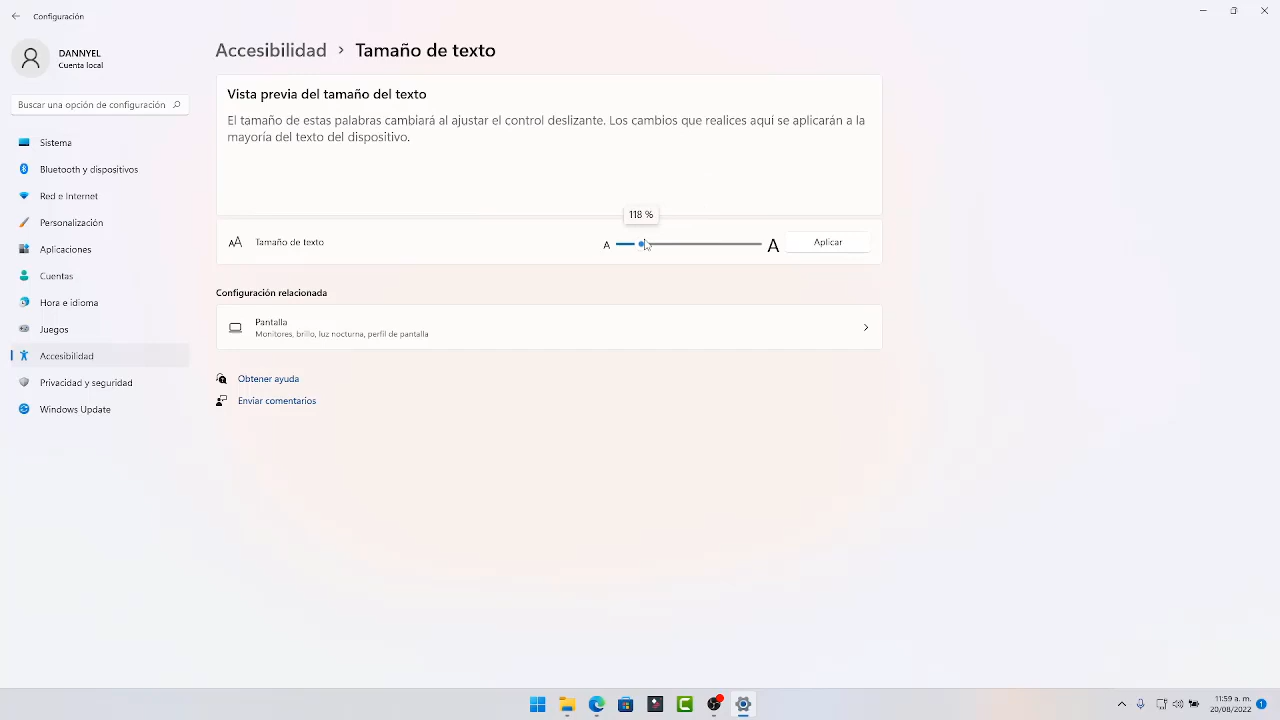 Configuración
DANNYEL
Cuenta local
Buscar una opción de configuración
Sistema
Bluetooth y dispositivos
Red e Internet
Personalización
Aplicaciones
Cuentas
Hora e idioma
Juegos
Accesibilidad
Privacidad y seguridad
Windows Update
Accesibilidad > Tamaño de texto
Vista previa del tamaño del texto
El tamaño de estas palabras cambiará al ajustar el control deslizante. Los cambios que realices aquí se aplicarán a la
mayoría del texto del dispositivo.
118 %
AA Tamaño de texto A A Aplicar
Configuración relacionada
Pantalla
Monitores, brillo, luz nocturna, perfil de pantalla
Obtener ayuda
Enviar comentarios
11:59 a. m.
20/08/2022
1